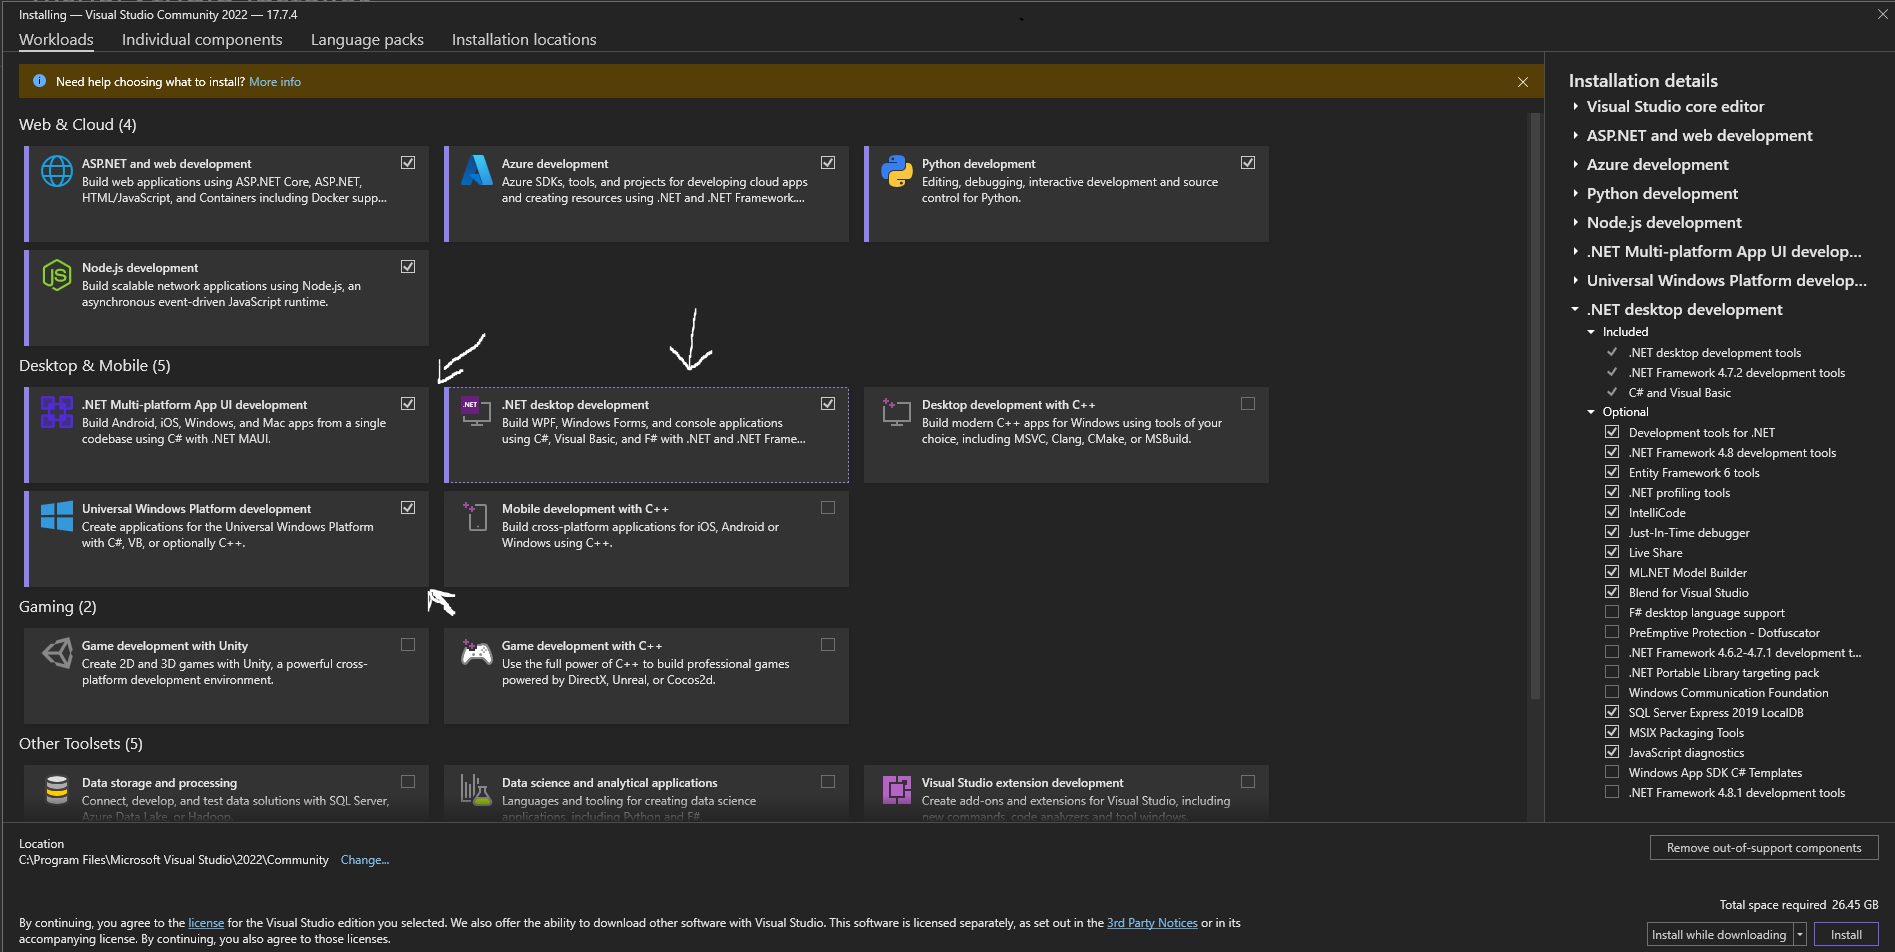 Installing — Visual Studio Community 2022 — 17.7.4
Workloads
Individual components
Language packs
Installation locations
Need help choosing what to install? More info
Web & Cloud (4)
ASP.NET and web development
Build web applications using ASP.NET Core, ASP.NET,
HTML/JavaScript, and Containers including Docker supp...
Azure development
Azure SDKs, tools, and projects for developing cloud apps
and creating resources using .NET and .NET Framework....
Python development
Editing, debugging, interactive development and source
control for Python.
Node.js development
Build scalable network applications using Node.js, an
asynchronous event-driven JavaScript runtime.
Desktop & Mobile (5)
.NET Multi-platform App UI development
Build Android, iOS, Windows, and Mac apps from a single
codebase using C# with .NET MAUI.
.NET
.NET desktop development
Build WPF, Windows Forms, and console applications
using C#, Visual Basic, and F# with .NET and .NET Frame...
Desktop development with C++
Build modern C++ apps for Windows using tools of your
choice, including MSVC, Clang, CMake, or MSBuild.
Universal Windows Platform development
Create applications for the Universal Windows Platform
with C#, VB, or optionally C++.
Mobile development with C++
Build cross-platform applications for iOS, Android or
Windows using C++.
Gaming (2)
Game development with Unity
Create 2D and 3D games with Unity, a powerful cross-
platform development environment.
Game development with C++
Use the full power of C++ to build professional games
powered by DirectX, Unreal, or Cocos2d.
Other Toolsets (5)
Data storage and processing
Connect, develop, and test data solutions with SQL Server,
Azure Data Lake, or Hadoop.
Data science and analytical applications
Languages and tooling for creating data science
applications, including Python and F#.
Visual Studio extension development
Create add-ons and extensions for Visual Studio, including
new commands, code analyzers and tool windows.
Installation details
Visual Studio core editor
ASP.NET and web development
Azure development
Python development
Node.js development
.NET Multi-platform App UI develop...
Universal Windows Platform develop...
.NET desktop development
Included
.NET desktop development tools
.NET Framework 4.7.2 development tools
C# and Visual Basic
Optional
Development tools for .NET
.NET Framework 4.8 development tools
Entity Framework 6 tools
.NET profiling tools
IntelliCode
Just-In-Time debugger
Live Share
ML.NET Model Builder
Blend for Visual Studio
F# desktop language support
PreEmptive Protection - Dotfuscator
.NET Framework 4.6.2-4.7.1 development t...
.NET Portable Library targeting pack
Windows Communication Foundation
SQL Server Express 2019 LocalDB
MSIX Packaging Tools
JavaScript diagnostics
Windows App SDK C# Templates
.NET Framework 4.8.1 development tools
Location
C:\Program Files\Microsoft Visual Studio\2022\Community Change...
Remove out-of-support components
Total space required 26.45 GB
By continuing, you agree to the license for the Visual Studio edition you selected. We also offer the ability to download other software with Visual Studio. This software is licensed separately, as set out in the 3rd Party Notices or in its
accompanying license. By continuing, you also agree to those licenses.
Install while downloading
Install